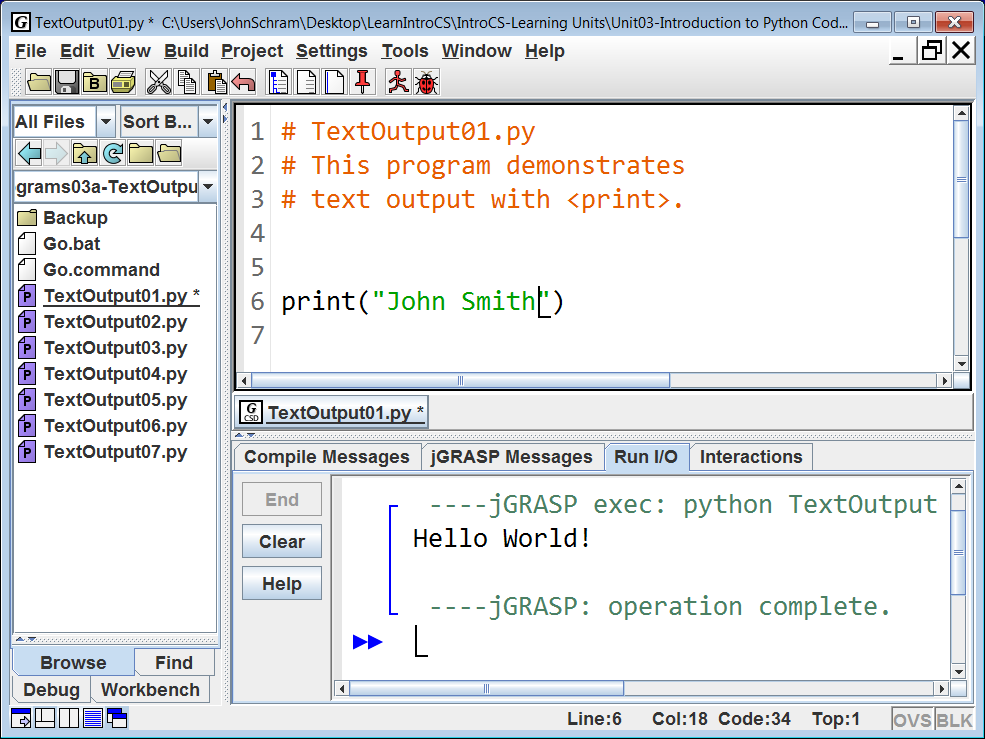 TextOutput01.py * C:\Users\JohnSchram\Desktop\LearnIntroCS\IntroCS-Learning Units\Unit03-Introduction to Python Cod...
File Edit View Build Project Settings Tools Window Help
B
All Files Sort B...
grams03a-TextOutpu
Backup
Go.bat
Go.command
TextOutput01.py *
TextOutput02.py
TextOutput03.py
TextOutput04.py
TextOutput05.py
TextOutput06.py
TextOutput07.py
Browse Find
Debug Workbench
1 # TextOutput01.py
2 # This program demonstrates
3 # text output with <print>.
4
5
6 print("John Smith")
7
G CSD TextOutput01.py *
Compile Messages jGRASP Messages Run I/O Interactions
End
Clear
Help
----jGRASP exec: python TextOutput
Hello World!
----jGRASP: operation complete.
Line:6 Col:18 Code:34 Top:1 OVS BLK